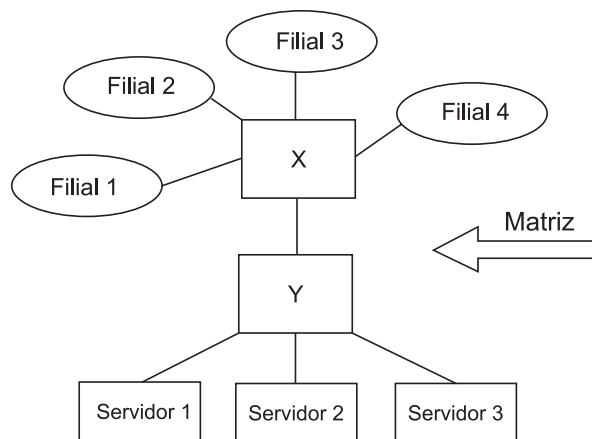 Filial 3
Filial 2
Filial 4
X
Filial 1
Matriz
Y
Servidor 1
Servidor 2
Servidor 3